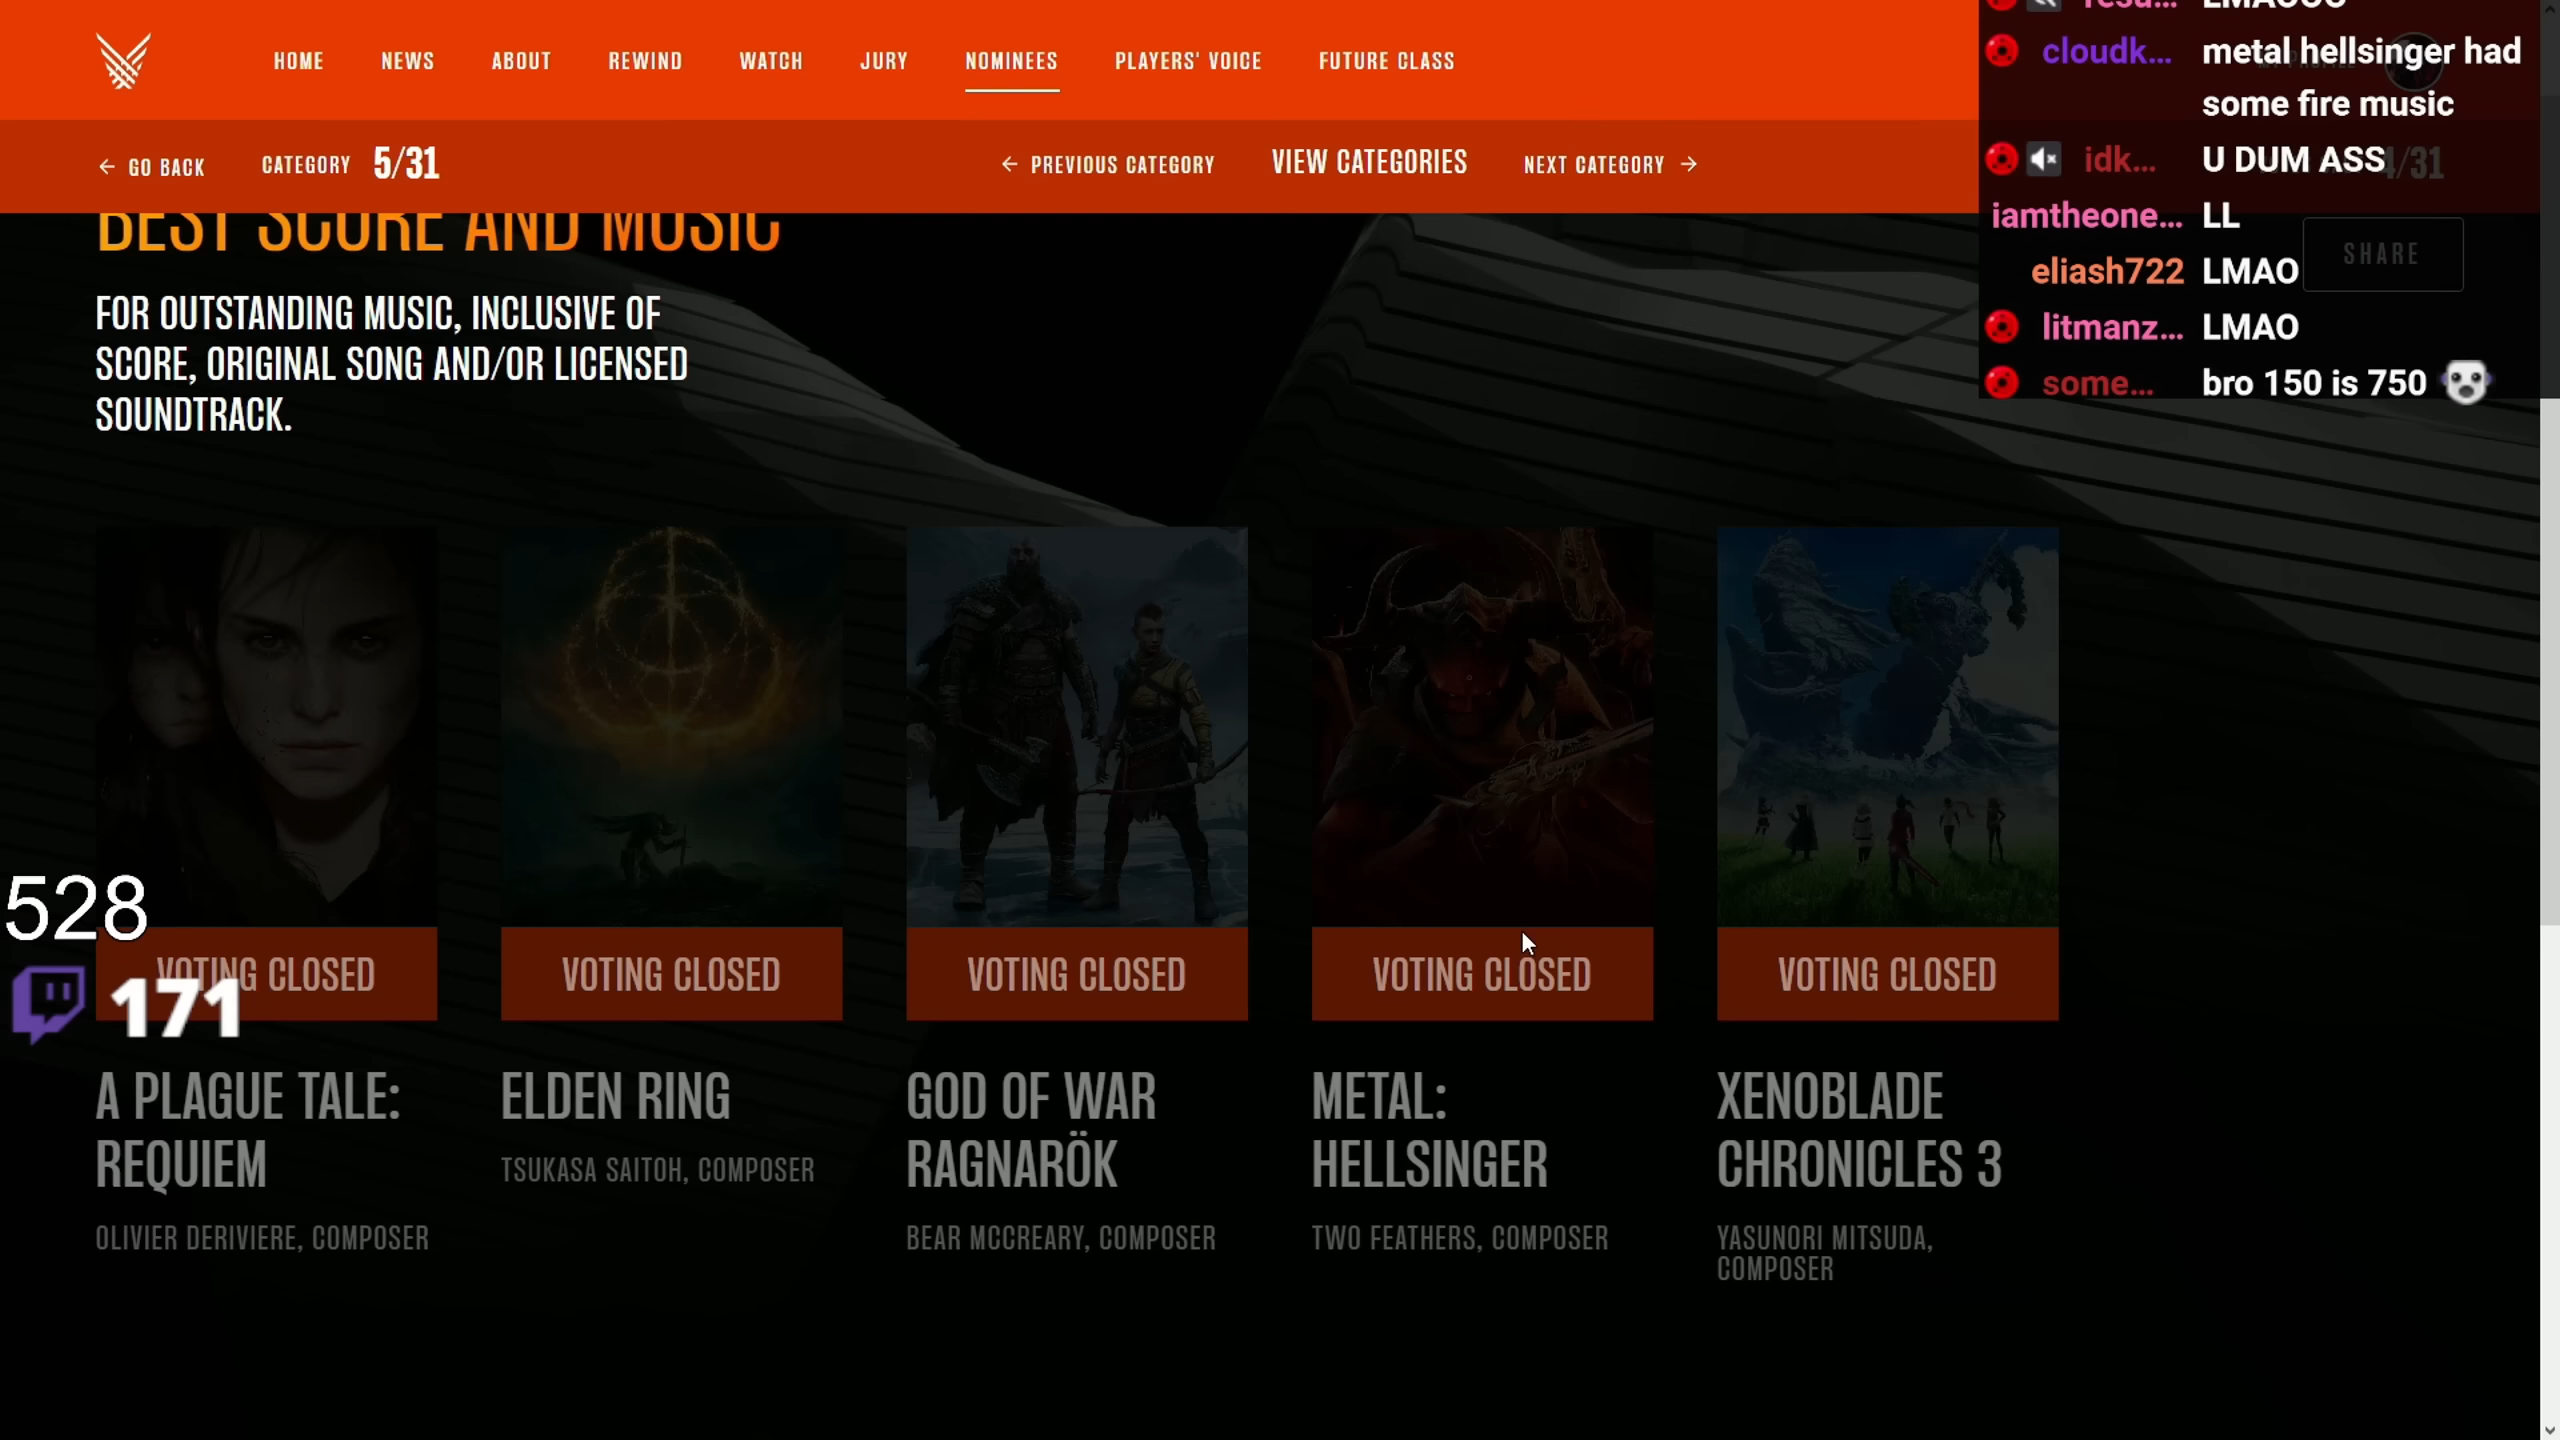 HOME NEWS ABOUT REWIND WATCH JURY NOMINEES PLAYERS' VOICE FUTURE CLASS
← GO BACK CATEGORY 5/31 ← PREVIOUS CATEGORY VIEW CATEGORIES NEXT CATEGORY →
/31
SHARE
cloudk... metal hellsinger had
some fire music
idk... U DUM ASS
iamtheone... LL
eliash722 LMAO
litmanz... LMAO
some... bro 150 is 750
BEST SCORE AND MUSIC
FOR OUTSTANDING MUSIC, INCLUSIVE OF
SCORE, ORIGINAL SONG AND/OR LICENSED
SOUNDTRACK.
528
171
VOTING CLOSED VOTING CLOSED VOTING CLOSED VOTING CLOSED VOTING CLOSED
A PLAGUE TALE:
REQUIEM
OLIVIER DERIVIERE, COMPOSER
ELDEN RING
TSUKASA SAITOH, COMPOSER
GOD OF WAR
RAGNARÖK
BEAR MCCREARY, COMPOSER
METAL:
HELLSINGER
TWO FEATHERS, COMPOSER
XENOBLADE
CHRONICLES 3
YASUNORI MITSUDA,
COMPOSER